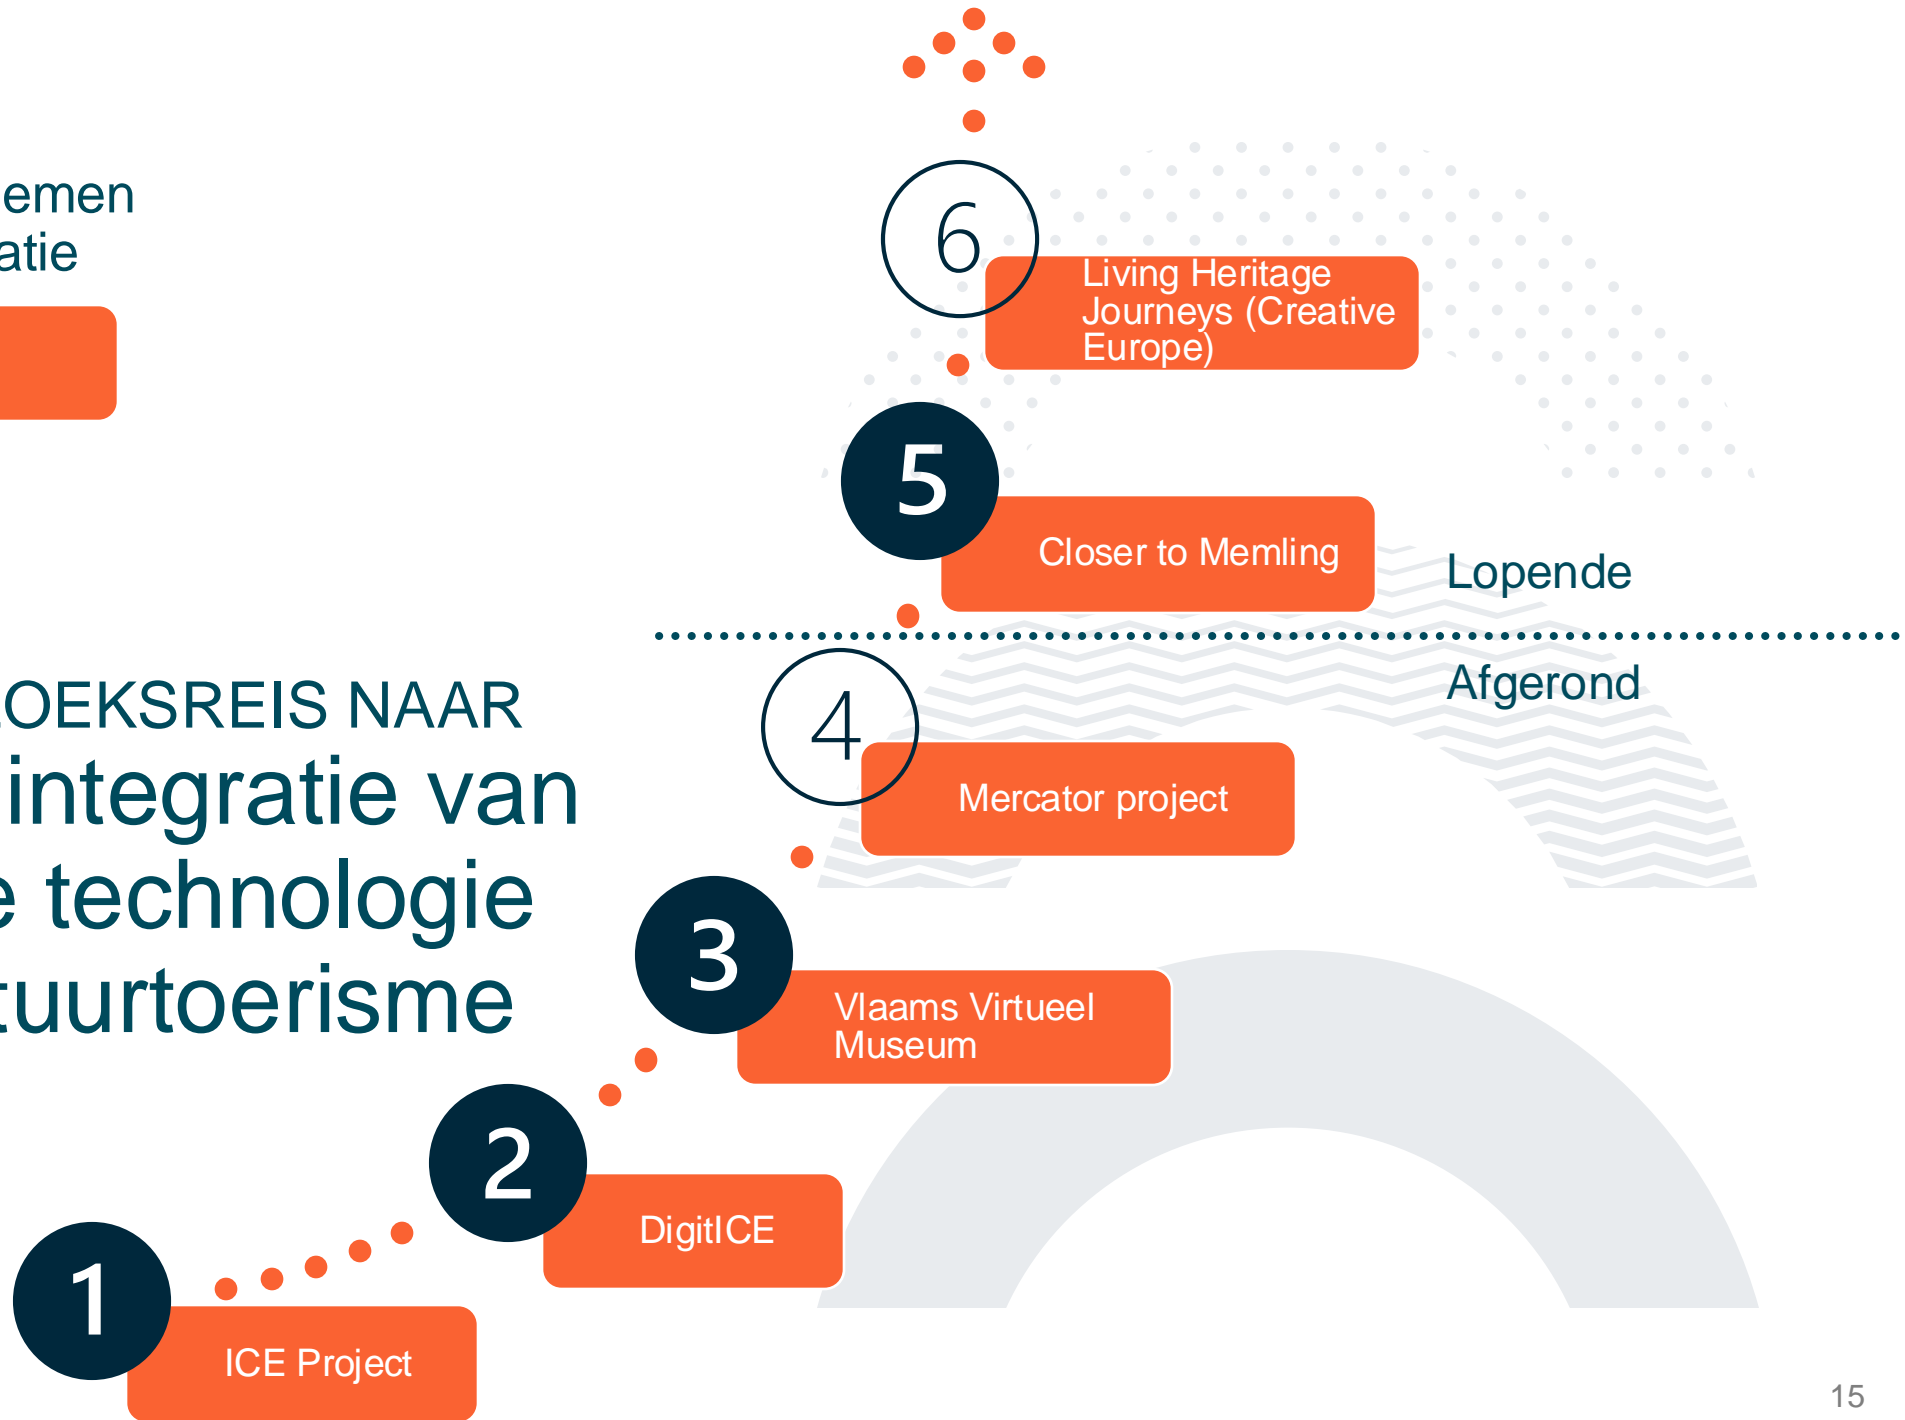 emen
atie
6
Living Heritage
Journeys (Creative
Europe)
5
Closer to Memling
Lopende
Afgerond
4
Mercator project
OEKSREIS NAAR
integratie van
e technologie
tuurtoerisme
3
Vlaams Virtueel
Museum
2
DigitICE
1
ICE Project
15